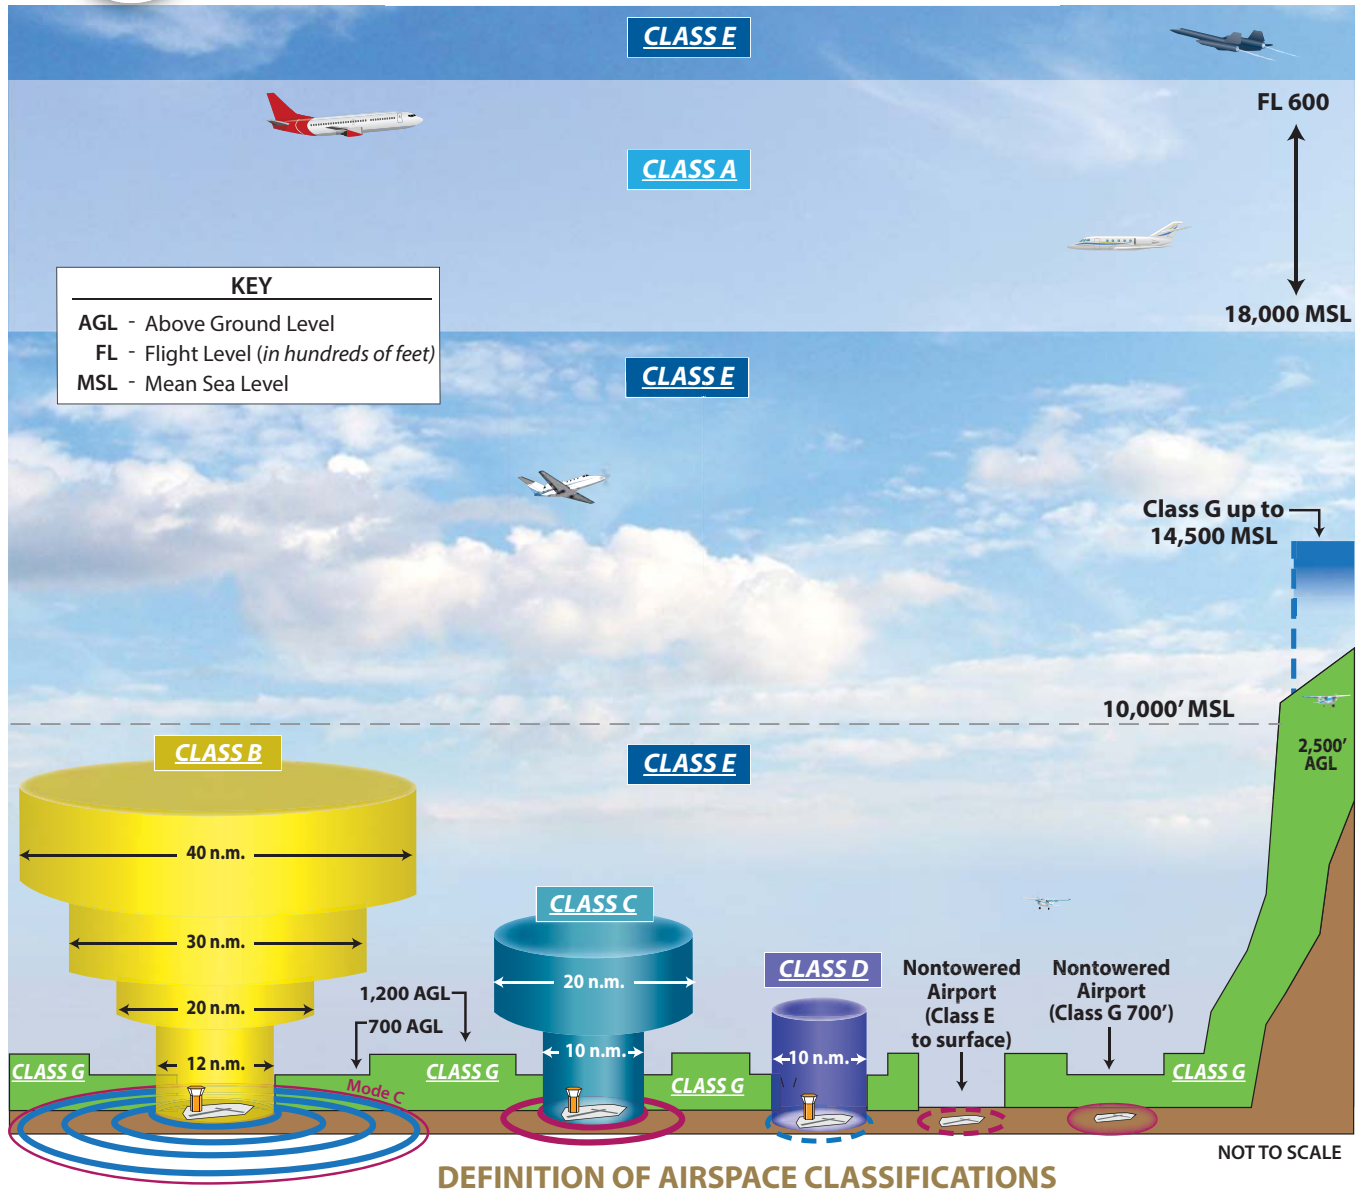 CLASS E
FL 600
CLASS A
18,000 MSL
KEY
AGL - Above Ground Level
FL - Flight Level (in hundreds of feet)
MSL - Mean Sea Level
CLASS E
Class G up to
14,500 MSL
10,000’ MSL
2,500’
AGL
CLASS B
CLASS E
40 n.m.
30 n.m.
20 n.m.
12 n.m.
1,200 AGL
700 AGL
CLASS C
20 n.m.
10 n.m.
CLASS D
10 n.m.
Nontowered
Airport
(Class E
to surface)
Nontowered
Airport
(Class G 700’)
CLASS G
CLASS G
CLASS G
CLASS G
Mode C
NOT TO SCALE
DEFINITION OF AIRSPACE CLASSIFICATIONS